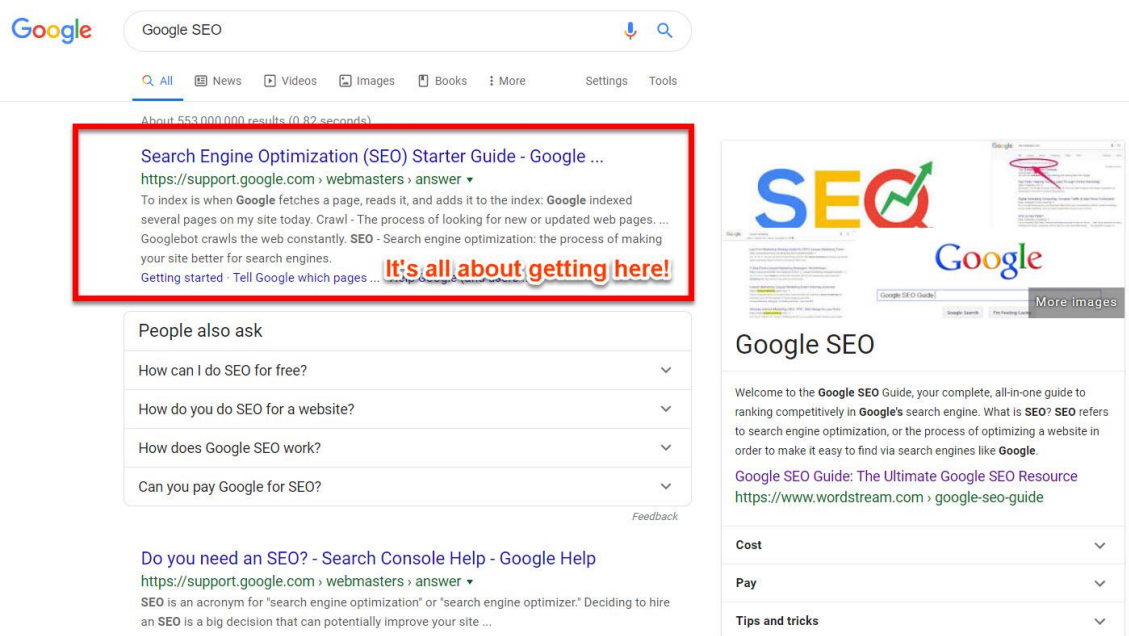 Google
Google SEO
All News Videos Images Books More Settings Tools
About 553,000,000 results (0.82 seconds)
Search Engine Optimization (SEO) Starter Guide - Google ...
https://support.google.com › webmasters › answer
To index is when Google fetches a page, reads it, and adds it to the index: Google indexed
several pages on my site today. Crawl - The process of looking for new or updated web pages. ...
Googlebot crawls the web constantly. SEO - Search engine optimization: the process of making
your site better for search engines.
Getting started · Tell Google which pages ...
It's all about getting here!
People also ask
How can I do SEO for free?
How do you do SEO for a website?
How does Google SEO work?
Can you pay Google for SEO?
Feedback
Do you need an SEO? - Search Console Help - Google Help
https://support.google.com › webmasters › answer
SEO is an acronym for "search engine optimization" or "search engine optimizer." Deciding to hire
an SEO is a big decision that can potentially improve your site ...
SEO
Google
Google SEO Guide
Google Search
More images
Google SEO
Welcome to the Google SEO Guide, your complete, all-in-one guide to
ranking competitively in Google's search engine. What is SEO? SEO refers
to search engine optimization, or the process of optimizing a website in
order to make it easy to find via search engines like Google.
Google SEO Guide: The Ultimate Google SEO Resource
https://www.wordstream.com › google-seo-guide
Cost
Pay
Tips and tricks